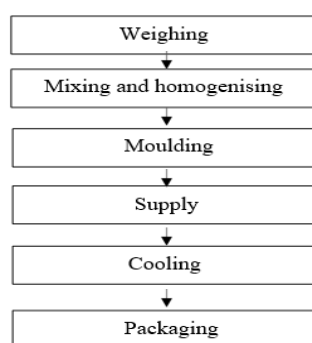 Weighing
Mixing and homogenising
Moulding
Supply
Cooling
Packaging